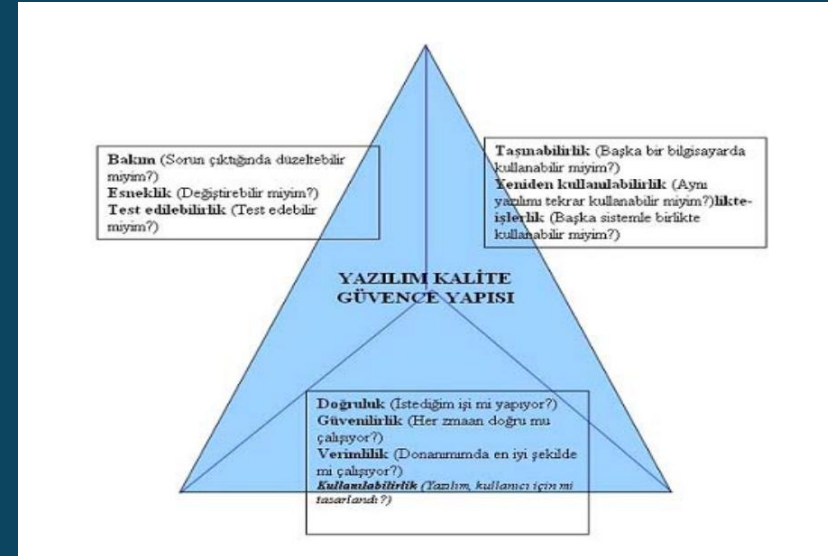 Bakım (Sorun çıktığında düzeltebilir
miyim?)
Esneklik (Değiştirebilir miyim?)
Test edilebilirlik (Test edebilir
miyim?)
Taşınabilirlik (Başka bir bilgisayarda
kullanabilir miyim?)
Yeniden kullanılabilirlik (Aynı
yazılımı tekrar kullanabilir miyim?)likte-
işlerlik (Başka sistemle birlikte
kullanabilir miyim?)
YAZILIM KALİTE
GÜVENCE YAPISI
Doğruluk (İstediğim işi mi yapıyor?)
Güvenilirlik (Her zmaan doğru mu
çalışıyor?)
Verimlilik (Donanımımda en iyi şekilde
mi çalışıyor?)
Kullanılabilirlik (Yazılım, kullanıcı için mi
tasarlandı?)